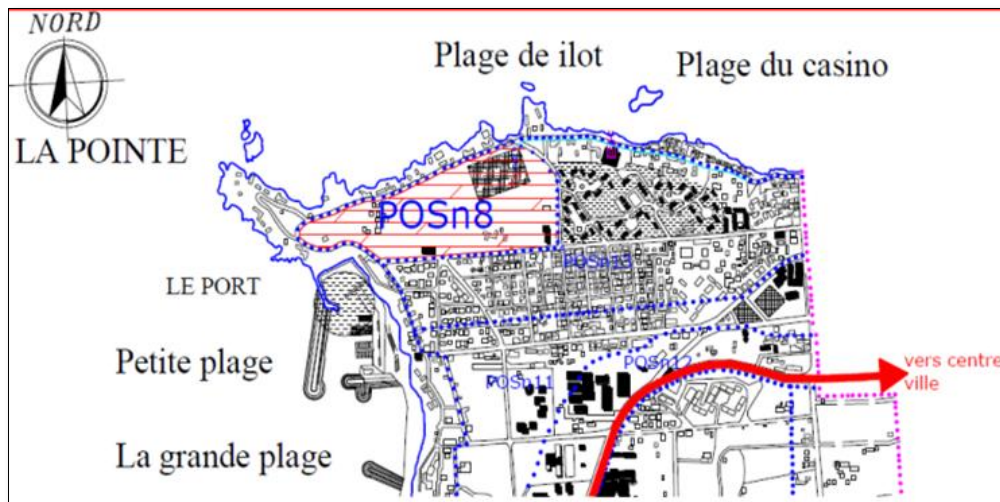 NORD
Plage de ilot
Plage du casino
LA POINTE
POSn8
POSn13
LE PORT
Petite plage
POSn12
vers centre
ville
POSn11
La grande plage